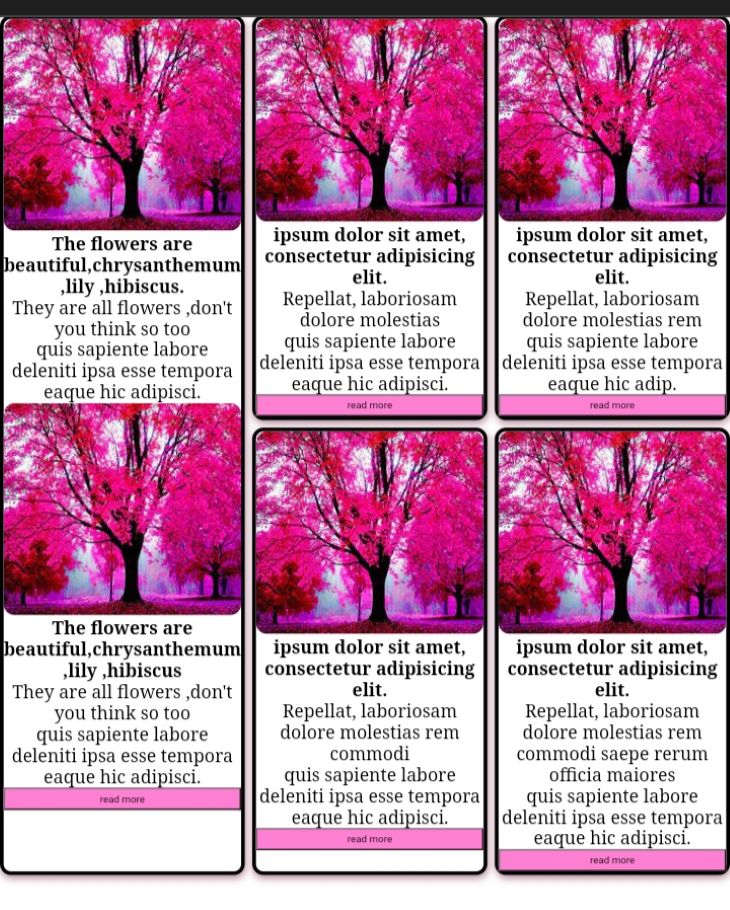 The flowers are
beautiful,chrysanthemum
,lily ,hibiscus.
They are all flowers ,don't
you think so too
quis sapiente labore
deleniti ipsa esse tempora
eaque hic adipisci.
The flowers are
beautiful,chrysanthemum
,lily ,hibiscus
They are all flowers ,don't
you think so too
quis sapiente labore
deleniti ipsa esse tempora
eaque hic adipisci.
read more
ipsum dolor sit amet,
consectetur adipisicing
elit.
Repellat, laboriosam
dolore molestias
quis sapiente labore
deleniti ipsa esse tempora
eaque hic adipisci.
read more
ipsum dolor sit amet,
consectetur adipisicing
elit.
Repellat, laboriosam
dolore molestias rem
quis sapiente labore
deleniti ipsa esse tempora
eaque hic adip.
read more
ipsum dolor sit amet,
consectetur adipisicing
elit.
Repellat, laboriosam
dolore molestias rem
commodi
quis sapiente labore
deleniti ipsa esse tempora
eaque hic adipisci.
read more
ipsum dolor sit amet,
consectetur adipisicing
elit.
Repellat, laboriosam
dolore molestias rem
commodi saepe rerum
officia maiores
quis sapiente labore
deleniti ipsa esse tempora
eaque hic adipisci.
read more